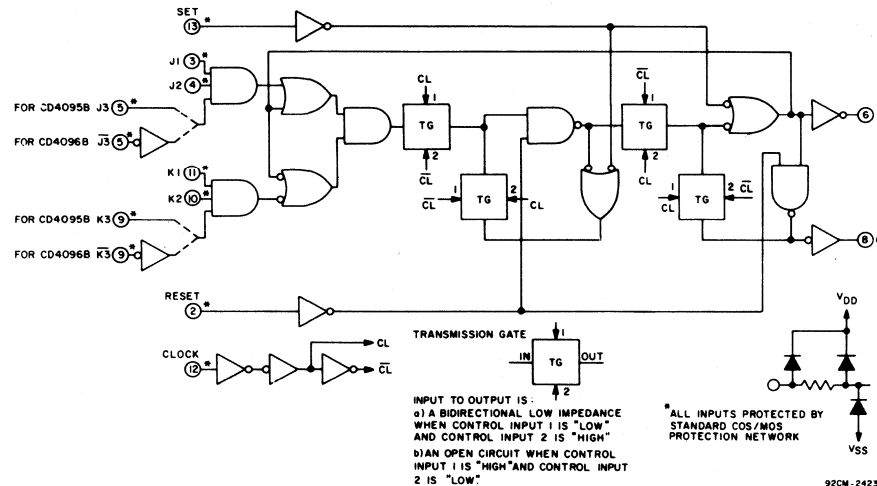 SET
13 *
J1 3 *
J2 4 *
FOR CD4095B J3 5 *
FOR CD4096B J3 5 *
K1 11 *
K2 10 *
FOR CD4095B K3 9 *
FOR CD4096B K3 9 *
CL
1
TG
2
CL
1
TG
2
CL
CL
CL
1
TG
2
CL
1
TG
2
CL
CL
6
8
RESET
2 *
CLOCK
12 *
CL
CL
TRANSMISSION GATE
1
IN
TG
OUT
2
INPUT TO OUTPUT IS:
a) A BIDIRECTIONAL LOW IMPEDANCE
WHEN CONTROL INPUT 1 IS "LOW"
AND CONTROL INPUT 2 IS "HIGH"
b) AN OPEN CIRCUIT WHEN CONTROL
INPUT 1 IS "HIGH" AND CONTROL INPUT
2 IS "LOW".
VDD
VSS
* ALL INPUTS PROTECTED BY
STANDARD COS/MOS
PROTECTION NETWORK
92CM-2423